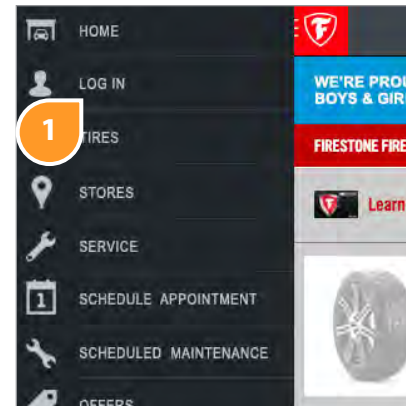 HOME
LOG IN
1
TIRES
STORES
SERVICE
1
SCHEDULE APPOINTMENT
SCHEDULED MAINTENANCE
OFFERS
F
WE'RE PROU
BOYS & GIR
FIRESTONE FIRE
F
Learn